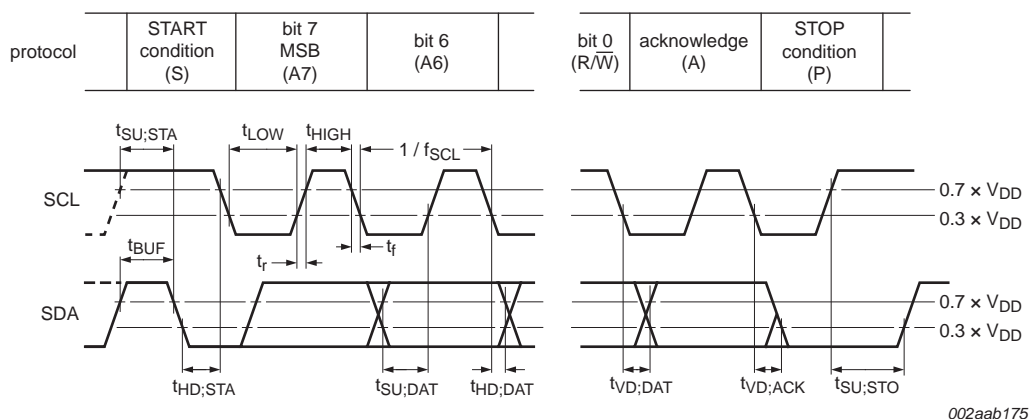 protocol
START
condition
(S)
bit 7
MSB
(A7)
bit 6
(A6)
bit 0
(R/W̅)
acknowledge
(A)
STOP
condition
(P)
tSU;STA
tLOW
tHIGH
1 / fSCL
SCL
0.7 × VDD
0.3 × VDD
tBUF
tr
tf
SDA
0.7 × VDD
0.3 × VDD
tHD;STA
tSU;DAT
tHD;DAT
tVD;DAT
tVD;ACK
tSU;STO
002aab175